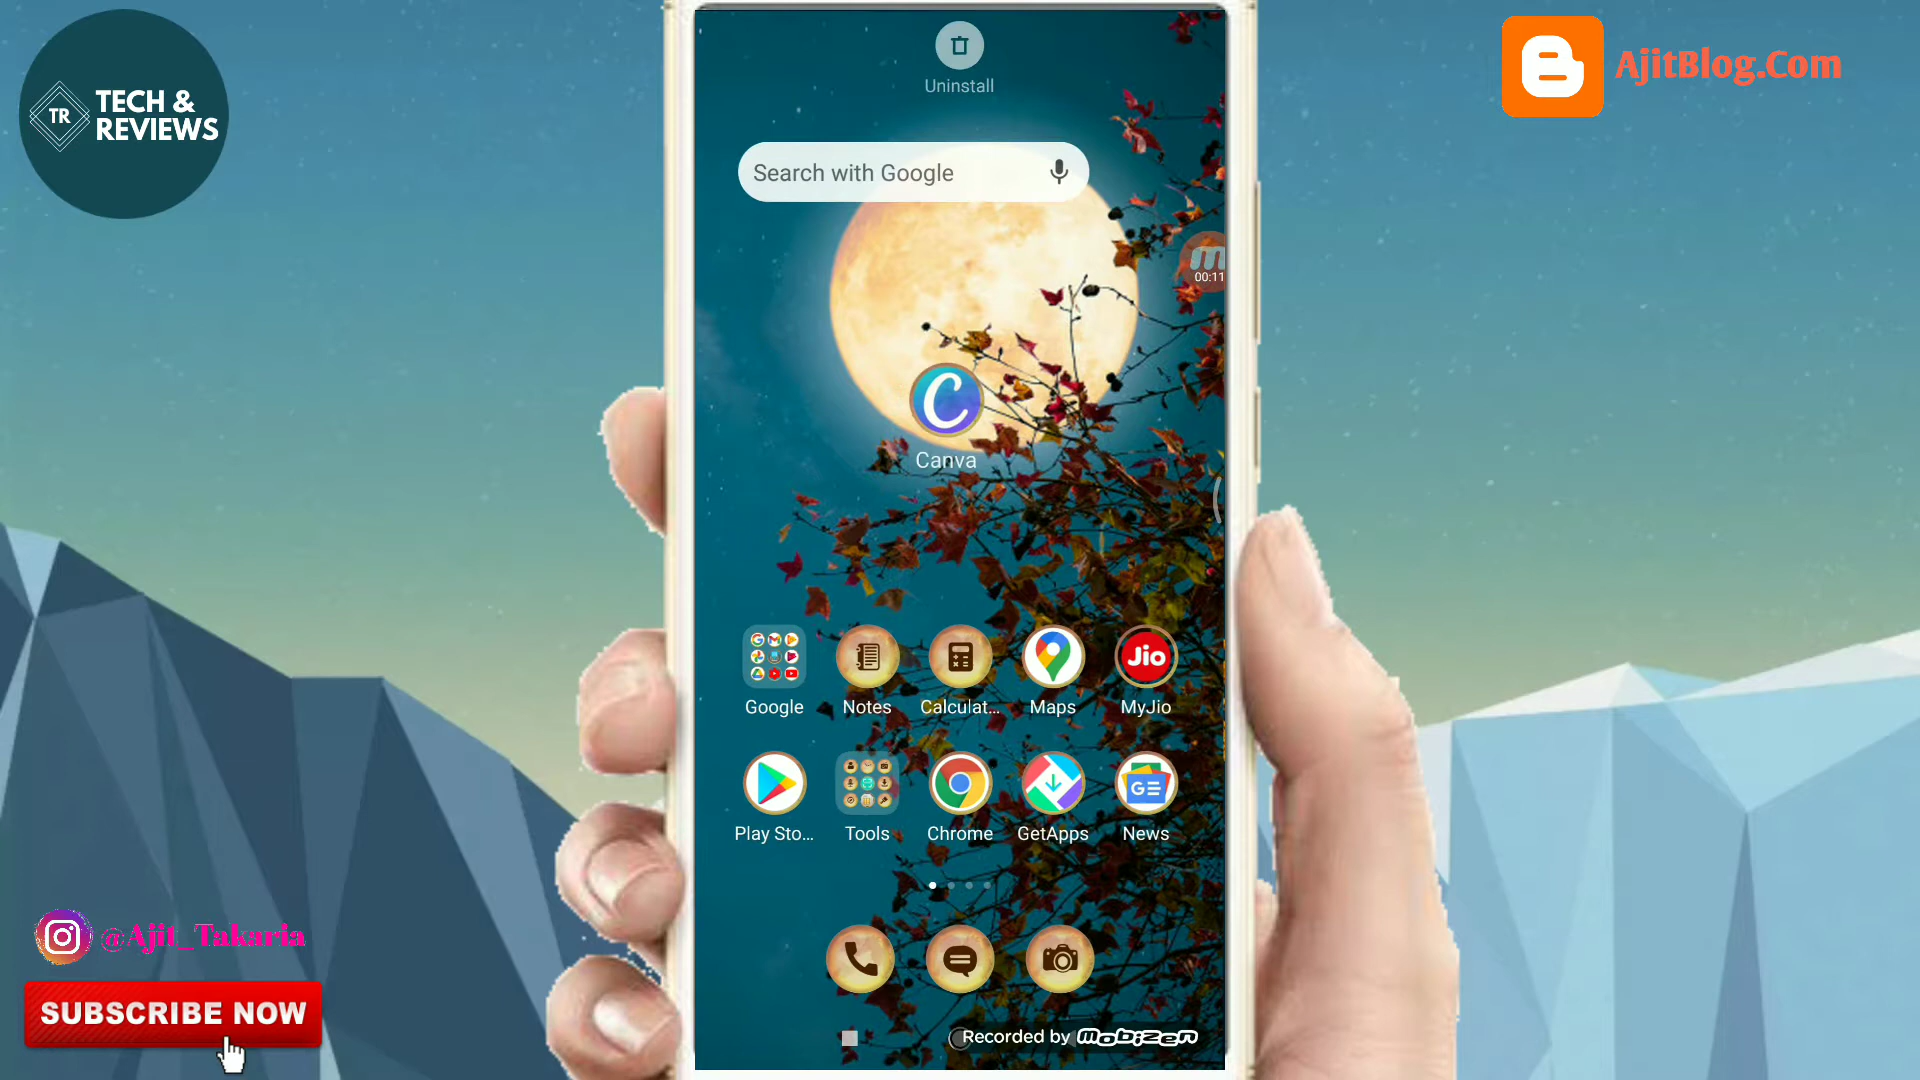 TR
TECH &
REVIEWS
AjitBlog.Com
Uninstall
Search with Google
00:11
Canva
Google
Notes
Calculat...
Maps
Jio
MyJio
Play Sto...
Tools
Chrome
GetApps
GE
News
@Ajit_Takaria
SUBSCRIBE NOW
Recorded by Mobizen